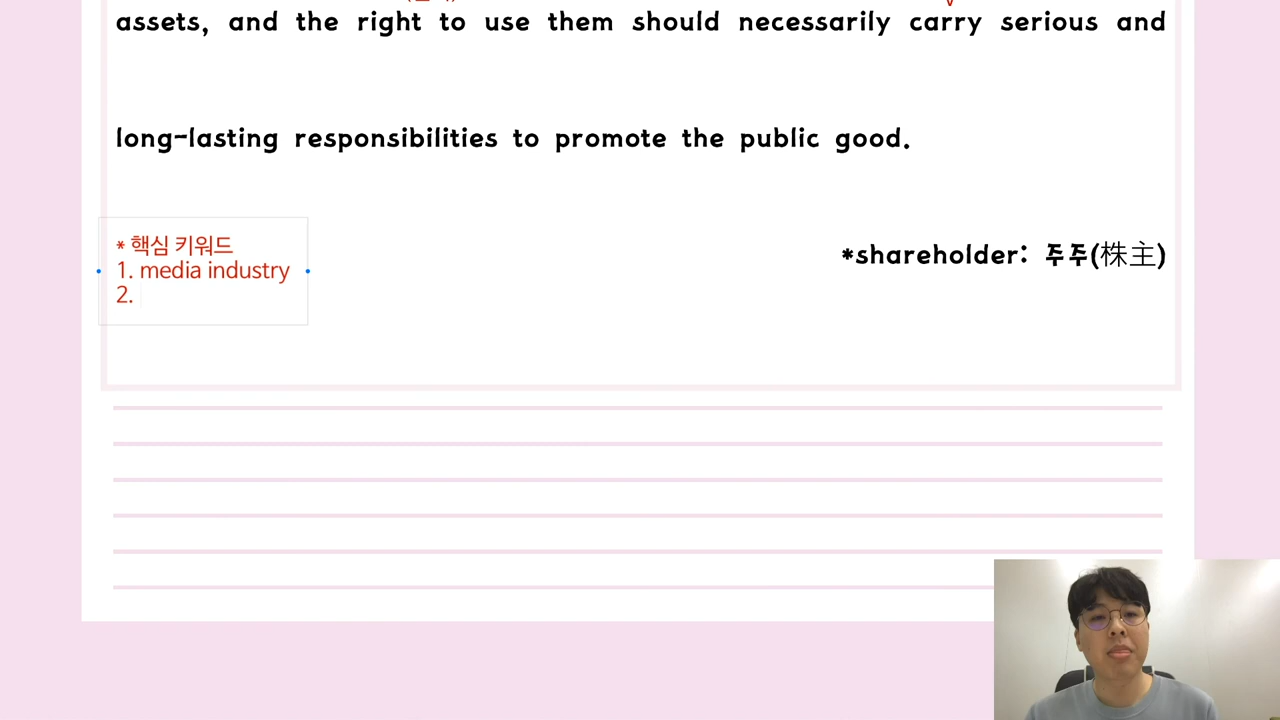 assets, and the right to use them should necessarily carry serious and
long-lasting responsibilities to promote the public good.
* 핵심 키워드
1. media industry
2.
*shareholder: 주주(株主)